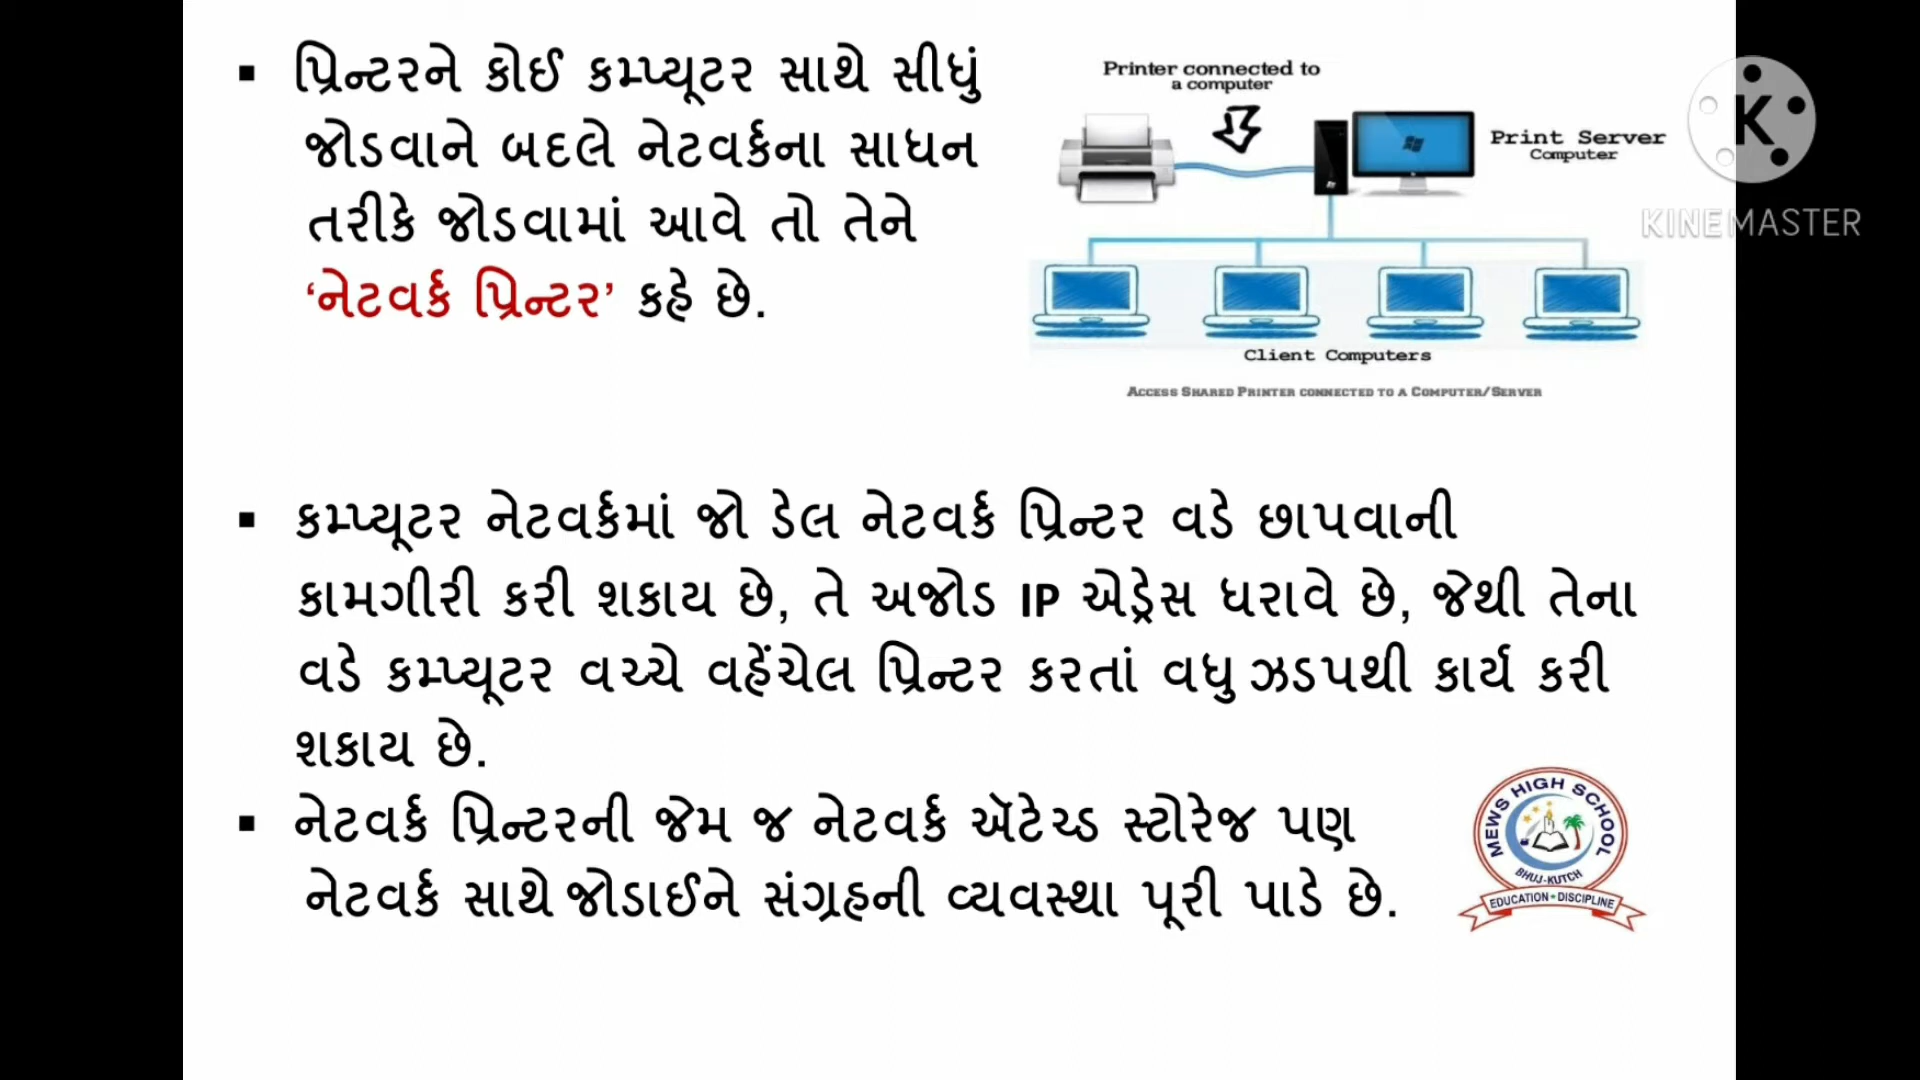 ▪ પ્રિન્ટરને કોઈ કમ્પ્યૂટર સાથે સીધું
જોડવાને બદલે નેટવર્કના સાધન
તરીકે જોડવામાં આવે તો તેને
‘નેટવર્ક પ્રિન્ટર’ કહે છે.
Printer connected to
a computer
Print Server
Computer
Client Computers
ACCESS SHARED PRINTER CONNECTED TO A COMPUTER/SERVER
K
KINEMASTER
▪ કમ્પ્યૂટર નેટવર્કમાં જો ડેલ નેટવર્ક પ્રિન્ટર વડે છાપવાની
કામગીરી કરી શકાય છે, તે અજોડ IP એડ્રેસ ધરાવે છે, જેથી તેના
વડે કમ્પ્યૂટર વચ્ચે વહેંચેલ પ્રિન્ટર કરતાં વધુ ઝડપથી કાર્ય કરી
શકાય છે.
▪ નેટવર્ક પ્રિન્ટરની જેમ જ નેટવર્ક ઍટેચ્ડ સ્ટોરેજ પણ
નેટવર્ક સાથે જોડાઈને સંગ્રહની વ્યવસ્થા પૂરી પાડે છે.
MEWS HIGH SCHOOL
BHUJ-KUTCH
EDUCATION • DISCIPLINE